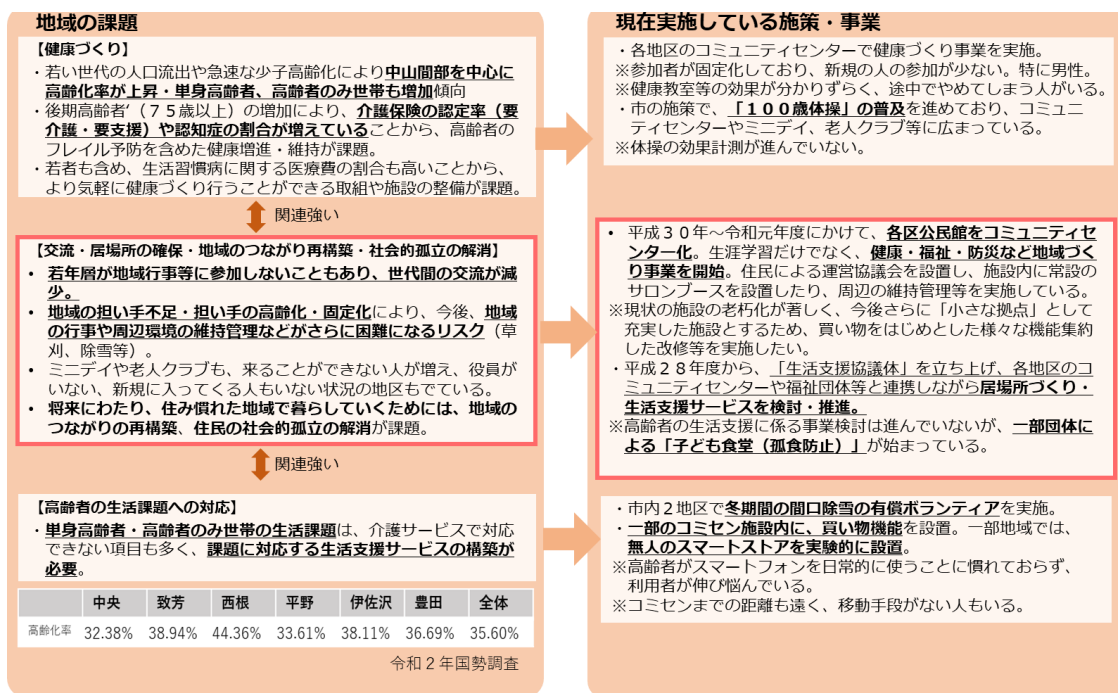 地域の課題
【健康づくり】
・若い世代の人口流出や急速な少子高齢化により中山間部を中心に
高齢化率が上昇・単身高齢者、高齢者のみ世帯も増加傾向
・後期高齢者'（７５歳以上）の増加により、介護保険の認定率（要
介護・要支援）や認知症の割合が増えていることから、高齢者の
フレイル予防を含めた健康増進・維持が課題。
・若者も含め、生活習慣病に関する医療費の割合も高いことから、
より気軽に健康づくり行うことができる取組や施設の整備が課題。
関連強い
【交流・居場所の確保・地域のつながり再構築・社会的孤立の解消】
• 若年層が地域行事等に参加しないこともあり、世代間の交流が減
少。
• 地域の担い手不足・担い手の高齢化・固定化により、今後、地域
の行事や周辺環境の維持管理などがさらに困難になるリスク（草
刈、除雪等）。
• ミニデイや老人クラブも、来ることができない人が増え、役員が
いない、新規に入ってくる人もいない状況の地区もでている。
• 将来にわたり、住み慣れた地域で暮らしていくためには、地域の
つながりの再構築、住民の社会的孤立の解消が課題。
関連強い
【高齢者の生活課題への対応】
・単身高齢者・高齢者のみ世帯の生活課題は、介護サービスで対応
できない項目も多く、課題に対応する生活支援サービスの構築が
必要。
中央 致芳 西根 平野 伊佐沢 豊田 全体
高齢化率 32.38% 38.94% 44.36% 33.61% 38.11% 36.69% 35.60%
令和２年国勢調査
現在実施している施策・事業
・各地区のコミュニティセンターで健康づくり事業を実施。
※参加者が固定化しており、新規の人の参加が少ない。特に男性。
※健康教室等の効果が分かりずらく、途中でやめてしまう人がいる。
・市の施策で、「１００歳体操」の普及を進めており、コミュニ
ティセンターやミニデイ、老人クラブ等に広まっている。
※体操の効果計測が進んでいない。
• 平成３０年～令和元年度にかけて、各区公民館をコミュニティセ
ンター化。生涯学習だけでなく、健康・福祉・防災など地域づく
り事業を開始。住民による運営協議会を設置し、施設内に常設の
サロンブースを設置したり、周辺の維持管理等を実施している。
※現状の施設の老朽化が著しく、今後さらに「小さな拠点」として
充実した施設とするため、買い物をはじめとした様々な機能集約
した改修等を実施したい。
・平成２８年度から、「生活支援協議体」を立ち上げ、各地区のコ
ミュニティセンターや福祉団体等と連携しながら居場所づくり・
生活支援サービスを検討・推進。
※高齢者の生活支援に係る事業検討は進んでいないが、一部団体に
よる「子ども食堂（孤食防止）」が始まっている。
・市内２地区で冬期間の間口除雪の有償ボランティアを実施。
・一部のコミセン施設内に、買い物機能を設置。一部地域では、
無人のスマートストアを実験的に設置。
※高齢者がスマートフォンを日常的に使うことに慣れておらず、
利用者が伸び悩んでいる。
※コミセンまでの距離も遠く、移動手段がない人もいる。